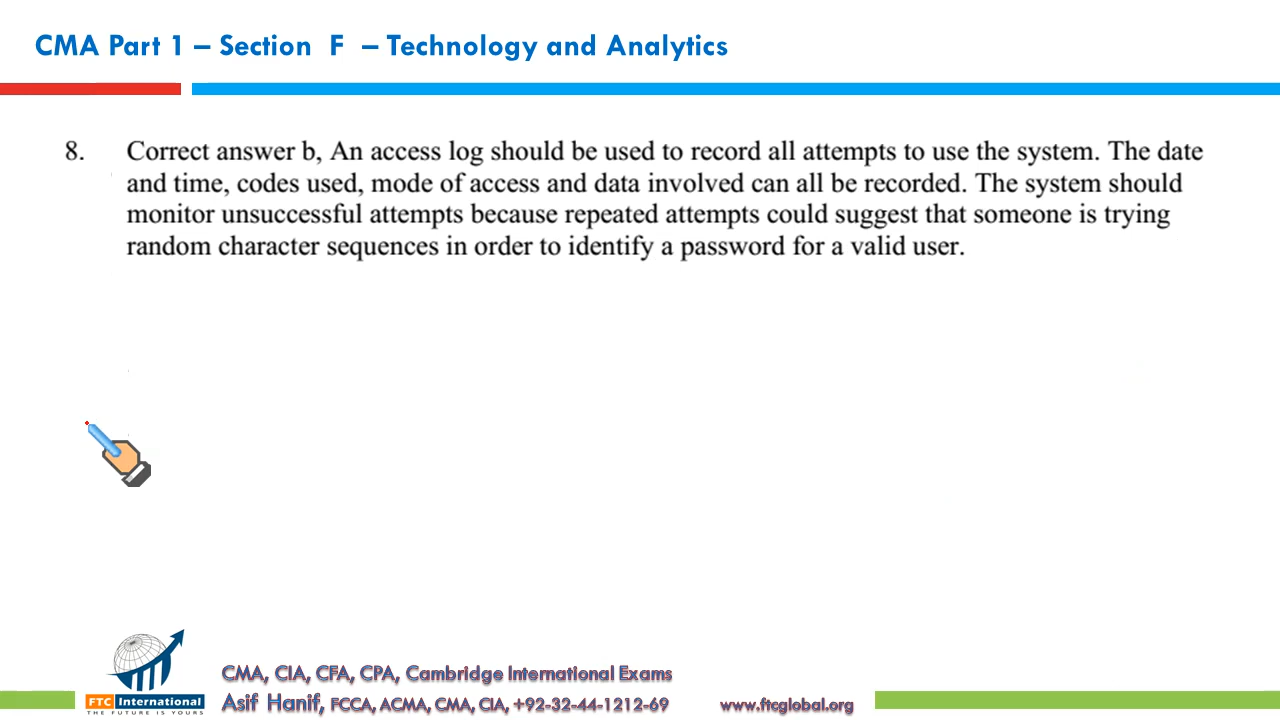 CMA Part 1 – Section F – Technology and Analytics
8. Correct answer b, An access log should be used to record all attempts to use the system. The date
and time, codes used, mode of access and data involved can all be recorded. The system should
monitor unsuccessful attempts because repeated attempts could suggest that someone is trying
random character sequences in order to identify a password for a valid user.
FTC International
THE FUTURE IS YOURS
CMA, CIA, CFA, CPA, Cambridge International Exams
Asif Hanif, FCCA, ACMA, CMA, CIA, +92-32-44-1212-69 www.ftcglobal.org